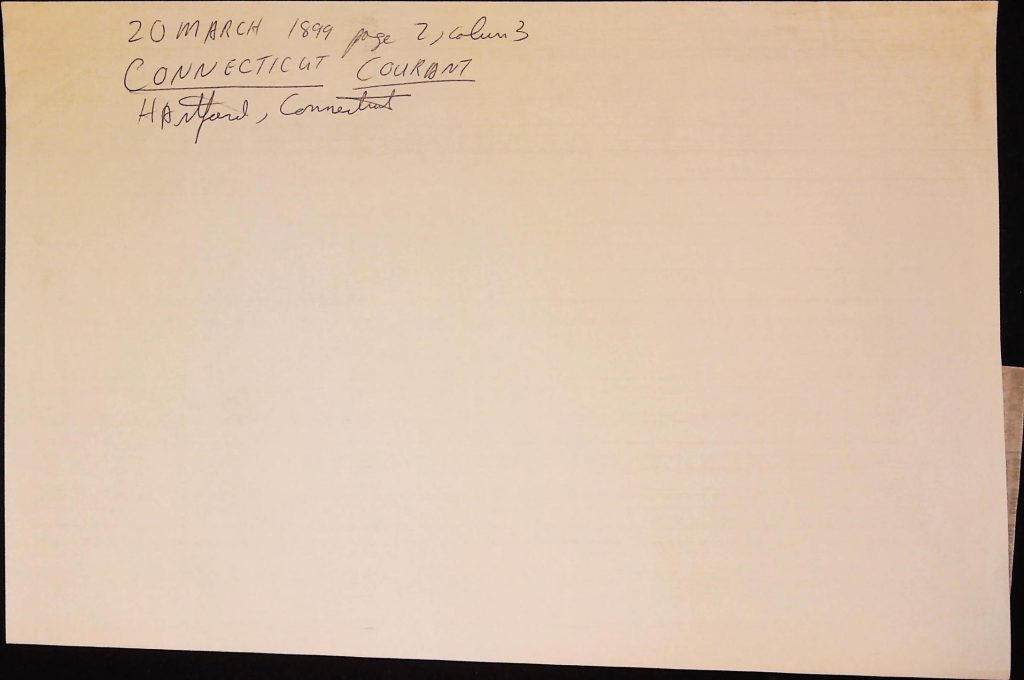 20 MARCH 1899 page 2, column 3
CONNECTICUT COURANT
HARtford, Connecticut